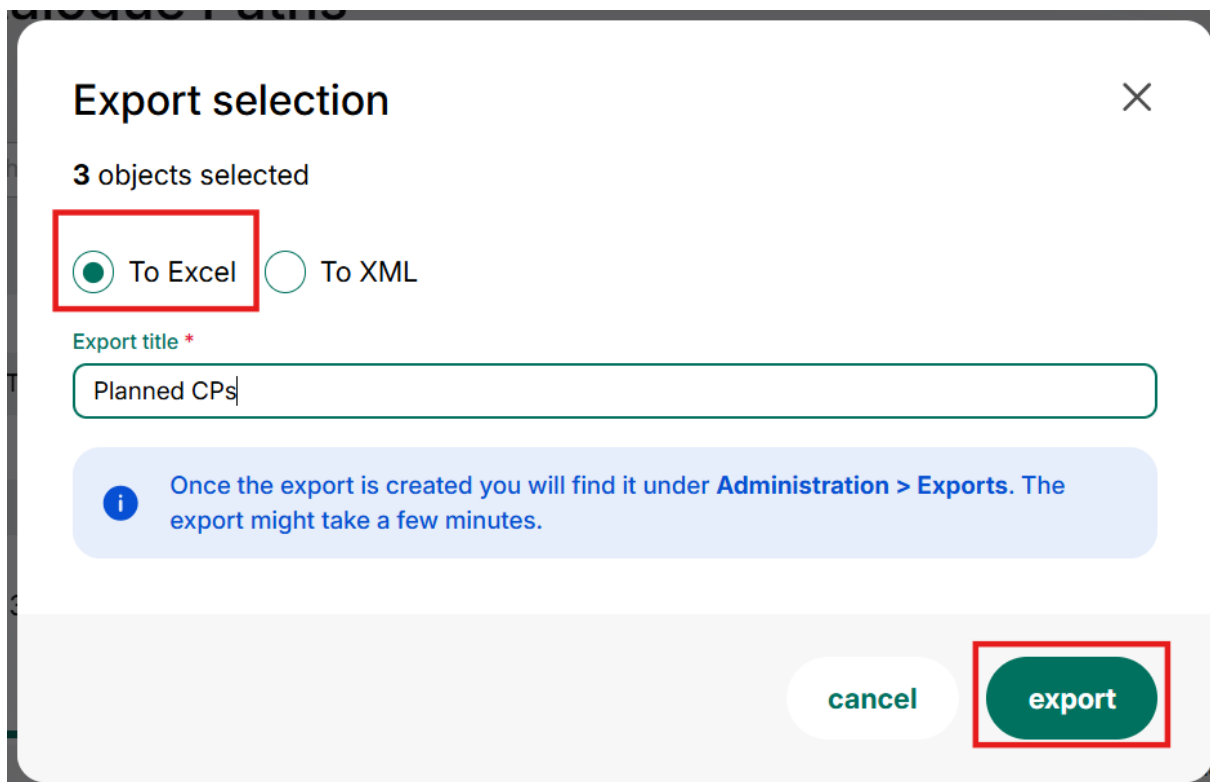 Export selection
3 objects selected
To Excel To XML
Export title *
Planned CPs
Once the export is created you will find it under Administration > Exports. The
export might take a few minutes.
cancel export